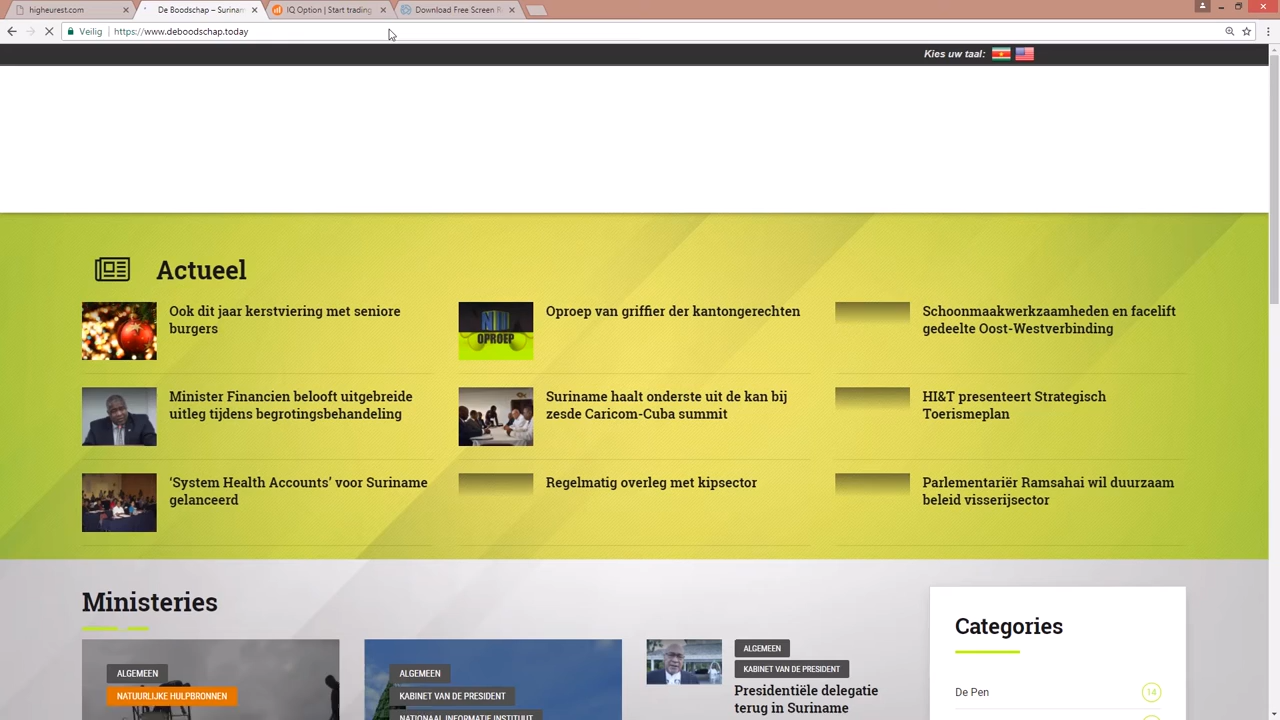 higheurest.com
De Boodschap – Surinam
IQ Option | Start trading
Download Free Screen R
Veilig
https://www.deboodschap.today
Kies uw taal:
Actueel
Ook dit jaar kerstviering met seniore
burgers
Oproep van griffier der kantongerechten
OPROEP
Schoonmaakwerkzaamheden en facelift
gedeelte Oost-Westverbinding
Minister Financien belooft uitgebreide
uitleg tijdens begrotingsbehandeling
Suriname haalt onderste uit de kan bij
zesde Caricom-Cuba summit
HI&T presenteert Strategisch
Toerismeplan
‘System Health Accounts’ voor Suriname
gelanceerd
Regelmatig overleg met kipsector
Parlementariër Ramsahai wil duurzaam
beleid visserijsector
Ministeries
ALGEMEEN
NATUURLIJKE HULPBRONNEN
ALGEMEEN
KABINET VAN DE PRESIDENT
NATIONAAL INFORMATIE INSTITUUT
ALGEMEEN
KABINET VAN DE PRESIDENT
Presidentiële delegatie
terug in Suriname
Categories
De Pen
14